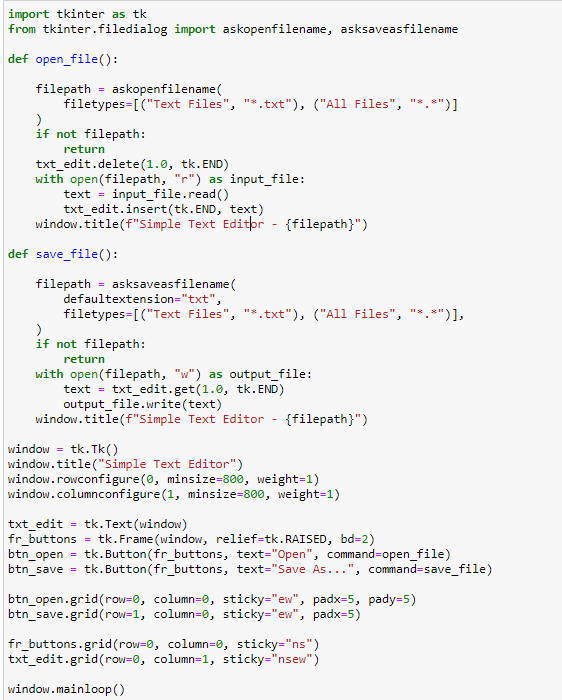 import tkinter as tk
from tkinter.filedialog import askopenfilename, asksaveasfilename

def open_file():

    filepath = askopenfilename(
        filetypes=[("Text Files", "*.txt"), ("All Files", "*.*")]
    )
    if not filepath:
        return
    txt_edit.delete(1.0, tk.END)
    with open(filepath, "r") as input_file:
        text = input_file.read()
        txt_edit.insert(tk.END, text)
    window.title(f"Simple Text Editor - {filepath}")

def save_file():

    filepath = asksaveasfilename(
        defaultextension="txt",
        filetypes=[("Text Files", "*.txt"), ("All Files", "*.*")],
    )
    if not filepath:
        return
    with open(filepath, "w") as output_file:
        text = txt_edit.get(1.0, tk.END)
        output_file.write(text)
    window.title(f"Simple Text Editor - {filepath}")

window = tk.Tk()
window.title("Simple Text Editor")
window.rowconfigure(0, minsize=800, weight=1)
window.columnconfigure(1, minsize=800, weight=1)

txt_edit = tk.Text(window)
fr_buttons = tk.Frame(window, relief=tk.RAISED, bd=2)
btn_open = tk.Button(fr_buttons, text="Open", command=open_file)
btn_save = tk.Button(fr_buttons, text="Save As...", command=save_file)

btn_open.grid(row=0, column=0, sticky="ew", padx=5, pady=5)
btn_save.grid(row=1, column=0, sticky="ew", padx=5)

fr_buttons.grid(row=0, column=0, sticky="ns")
txt_edit.grid(row=0, column=1, sticky="nsew")

window.mainloop()